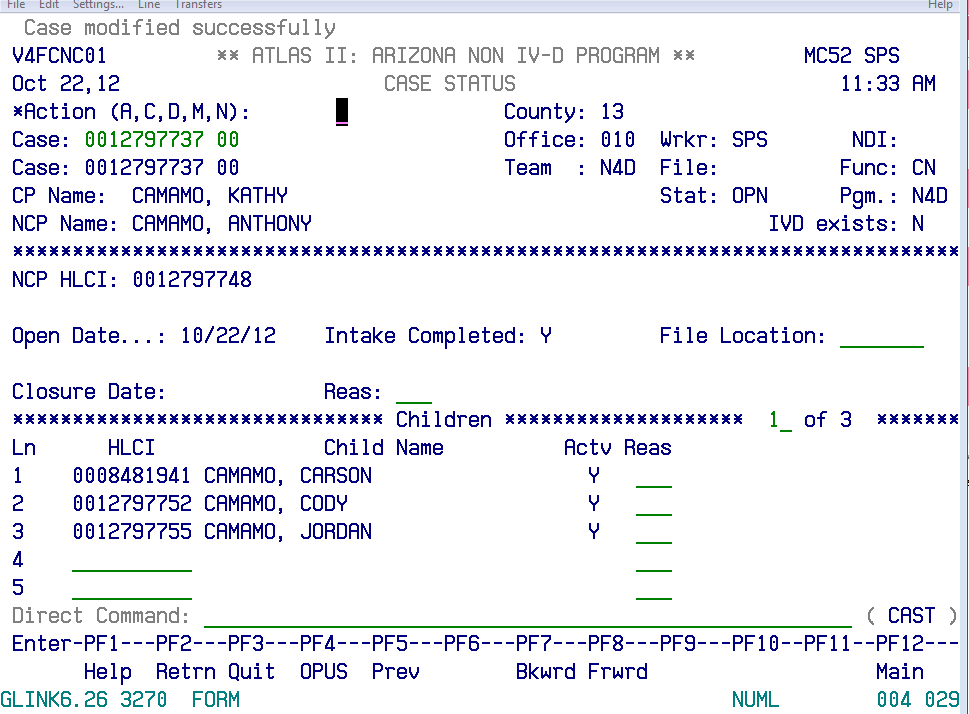 File Edit Settings... Line Transfers Help
Case modified successfully
V4FCNC01 ** ATLAS II: ARIZONA NON IV-D PROGRAM ** MC52 SPS
Oct 22,12 CASE STATUS 11:33 AM
*Action (A,C,D,M,N): _ County: 13
Case: 0012797737 00 Office: 010 Wrkr: SPS NDI:
Case: 0012797737 00 Team : N4D File: Func: CN
CP Name: CAMAMO, KATHY Stat: OPN Pgm.: N4D
NCP Name: CAMAMO, ANTHONY IVD exists: N
*******************************************************************************
NCP HLCI: 0012797748
Open Date...: 10/22/12 Intake Completed: Y File Location: _______
Closure Date: Reas: ___
******************************* Children ******************** 1_ of 3 *******
Ln HLCI Child Name Actv Reas
1 0008481941 CAMAMO, CARSON Y ___
2 0012797752 CAMAMO, CODY Y ___
3 0012797755 CAMAMO, JORDAN Y ___
4 __________ ___
5 __________ ___
Direct Command: ______________________________________________________ ( CAST )
Enter-PF1---PF2---PF3---PF4---PF5---PF6---PF7---PF8---PF9---PF10--PF11--PF12---
Help Retrn Quit OPUS Prev Bkwrd Frwrd Main
GLINK6.26 3270 FORM NUML 004 029